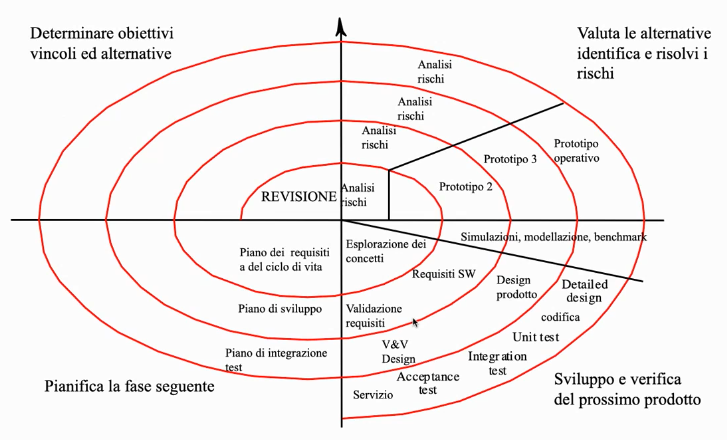 Determinare obiettivi
vincoli ed alternative
Valuta le alternative
identifica e risolvi i
rischi
Analisi
rischi
Analisi
rischi
Analisi
rischi
Prototipo
operativo
Prototipo 3
Prototipo 2
REVISIONE
Analisi
rischi
Simulazioni, modellazione, benchmark
Piano dei requisiti
a del ciclo di vita
Esplorazione dei
concetti
Requisiti SW
Design
prodotto
Detailed
design
Piano di sviluppo
Validazione
requisiti
codifica
Unit test
V&V
Design
Piano di integrazione
test
Integration
test
Acceptance
test
Servizio
Pianifica la fase seguente
Sviluppo e verifica
del prossimo prodotto